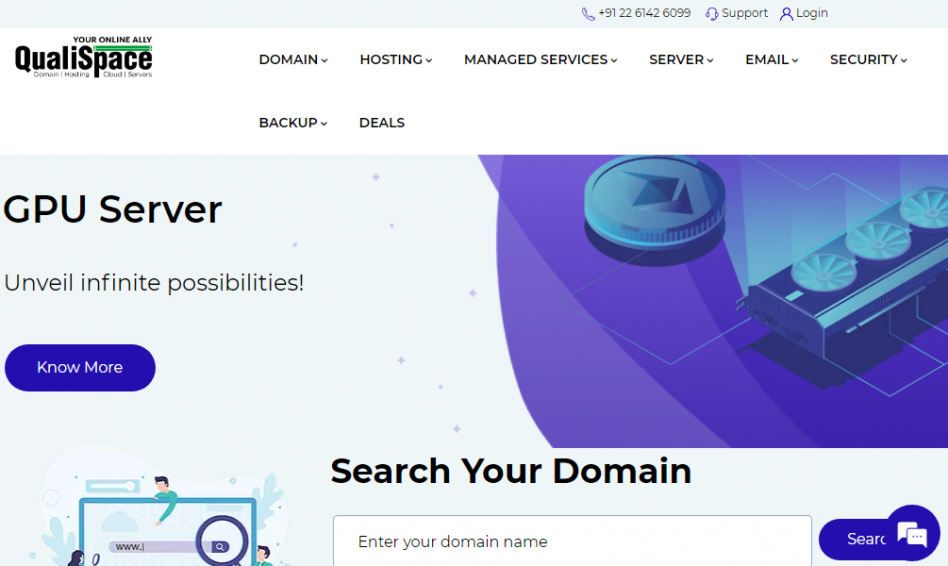 +91 22 6142 6099 Support Login
YOUR ONLINE ALLY
QualiSpace
Domain | Hosting Cloud | Servers
DOMAIN HOSTING MANAGED SERVICES SERVER EMAIL SECURITY
BACKUP DEALS
GPU Server
Unveil infinite possibilities!
Know More
Search Your Domain
www.|
Enter your domain name
Searc